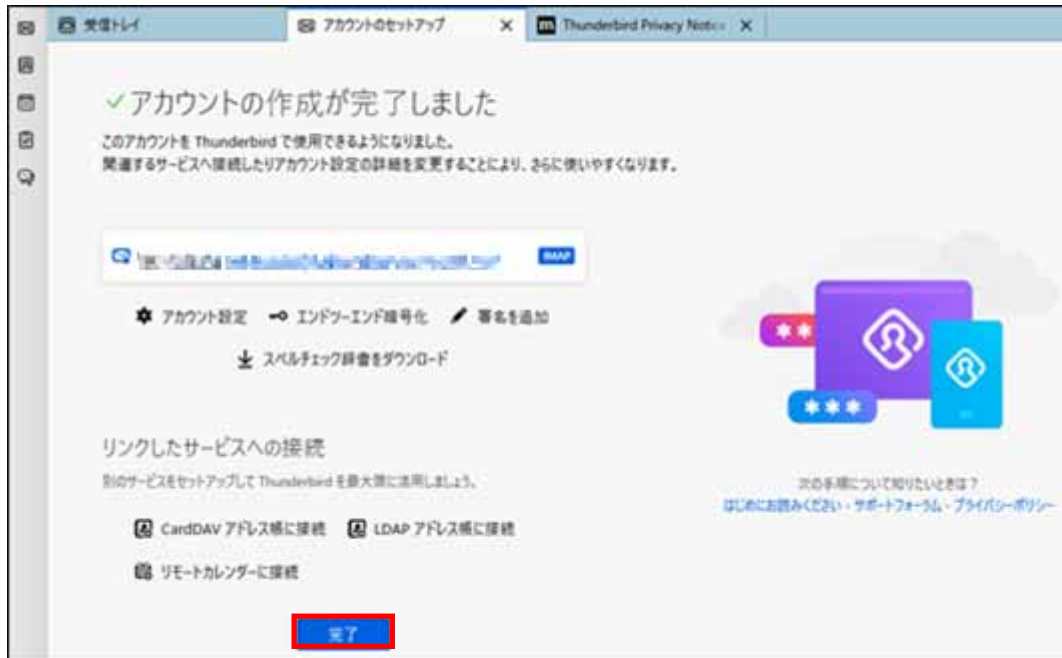 受信トレイ
アカウントのセットアップ
Thunderbird Privacy Notice
アカウントの作成が完了しました
このアカウントを Thunderbird で使用できるようになりました。
関連するサービスへ接続したりアカウント設定の詳細を変更することにより、さらに使いやすくなります。
IMAP
アカウント設定 エンドツーエンド暗号化 署名を追加
スペルチェック辞書をダウンロード
リンクしたサービスへの接続
別のサービスをセットアップして Thunderbird を最大限に活用しましょう。
CardDAV アドレス帳に接続 LDAP アドレス帳に接続
リモートカレンダーに接続
完了
***
***
次の手順について知りたいときは？
はじめにお読みください - サポートフォーラム - プライバシーポリシー